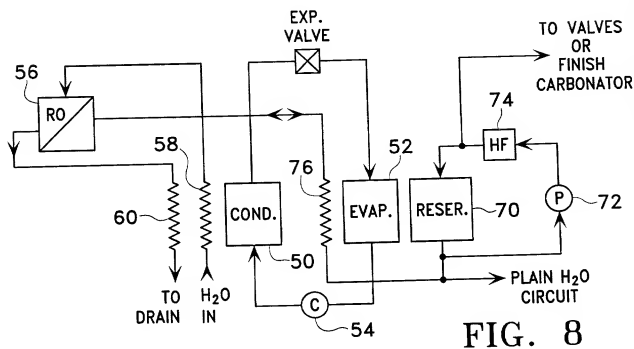 EXP.
VALVE
TO VALVES
OR
FINISH
CARBONATOR
56
RO
58
60
76
52
74
HF
COND.
50
EVAP.
RESER.
70
P
72
TO
DRAIN
H2O
IN
C
54
PLAIN H2O
CIRCUIT
FIG. 8